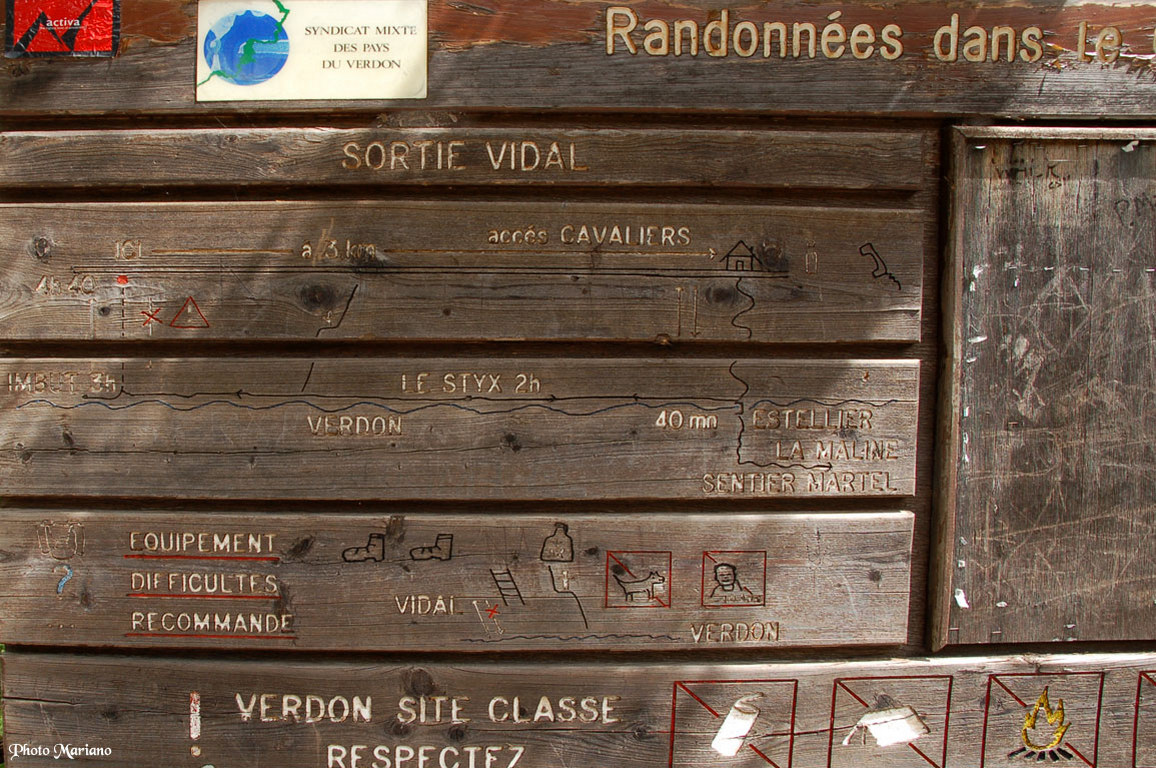 activa
SYNDICAT MIXTE
DES PAYS
DU VERDON
Randonnées dans le
SORTIE VIDAL
ICI à 3 km accés CAVALIERS
4h 40
IMBUT 3h LE STYX 2h
VERDON 40 mn ESTELLIER
LA MALINE
SENTIER MARTEL
EQUIPEMENT
DIFFICULTES
VIDAL
RECOMMANDE
VERDON
VERDON SITE CLASSE
RESPECTEZ
Photo Mariano